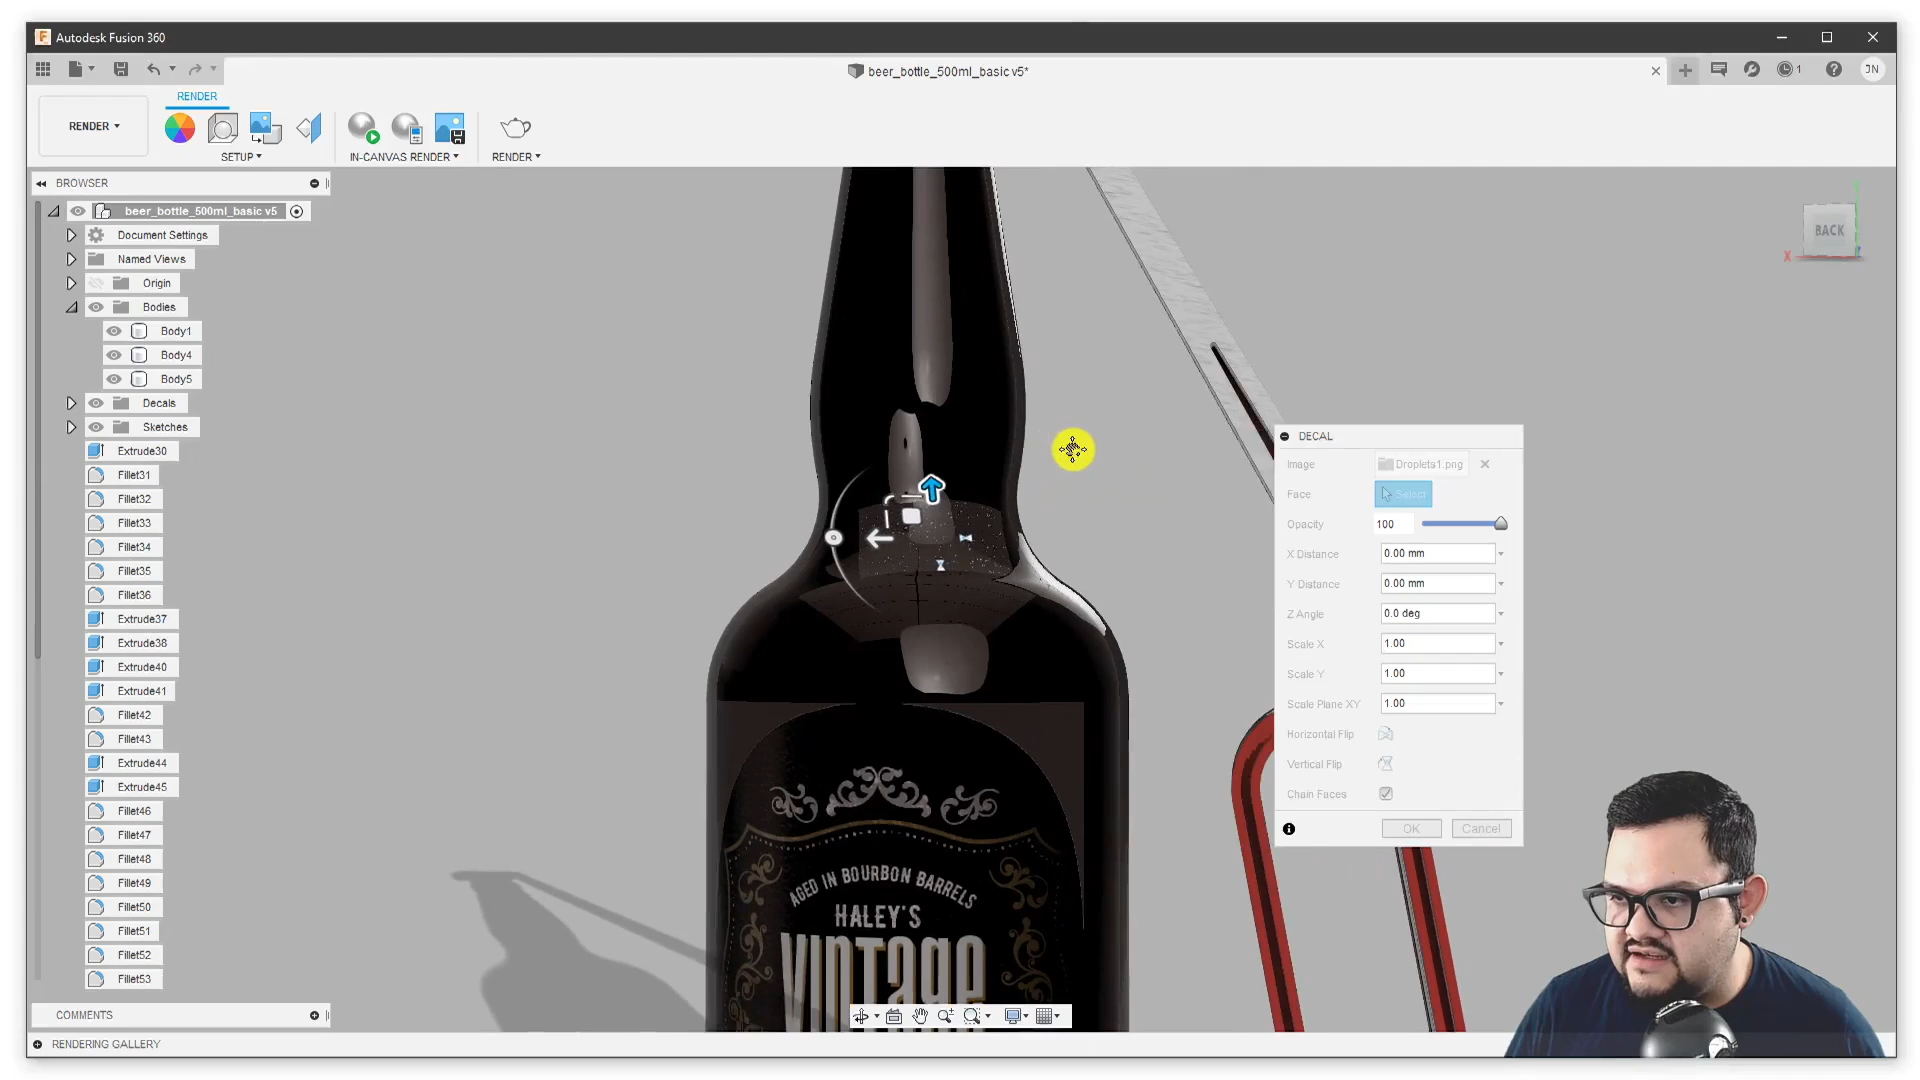 Autodesk Fusion 360
beer_bottle_500ml_basic v5*
1
JN
RENDER
RENDER
SETUP
IN-CANVAS RENDER
RENDER
BROWSER
beer_bottle_500ml_basic v5
Document Settings
Named Views
Origin
Bodies
Body1
Body4
Body5
Decals
Sketches
Extrude30
Fillet31
Fillet32
Fillet33
Fillet34
Fillet35
Fillet36
Extrude37
Extrude38
Extrude40
Extrude41
Fillet42
Fillet43
Extrude44
Extrude45
Fillet46
Fillet47
Fillet48
Fillet49
Fillet50
Fillet51
Fillet52
Fillet53
COMMENTS
RENDERING GALLERY
BACK
X
DECAL
Image Droplets1.png
Face Select
Opacity 100
X Distance 0.00 mm
Y Distance 0.00 mm
Z Angle 0.0 deg
Scale X 1.00
Scale Y 1.00
Scale Plane XY 1.00
Horizontal Flip
Vertical Flip
Chain Faces
OK Cancel
AGED IN BOURBON BARRELS
HALEY'S
VINTAGE